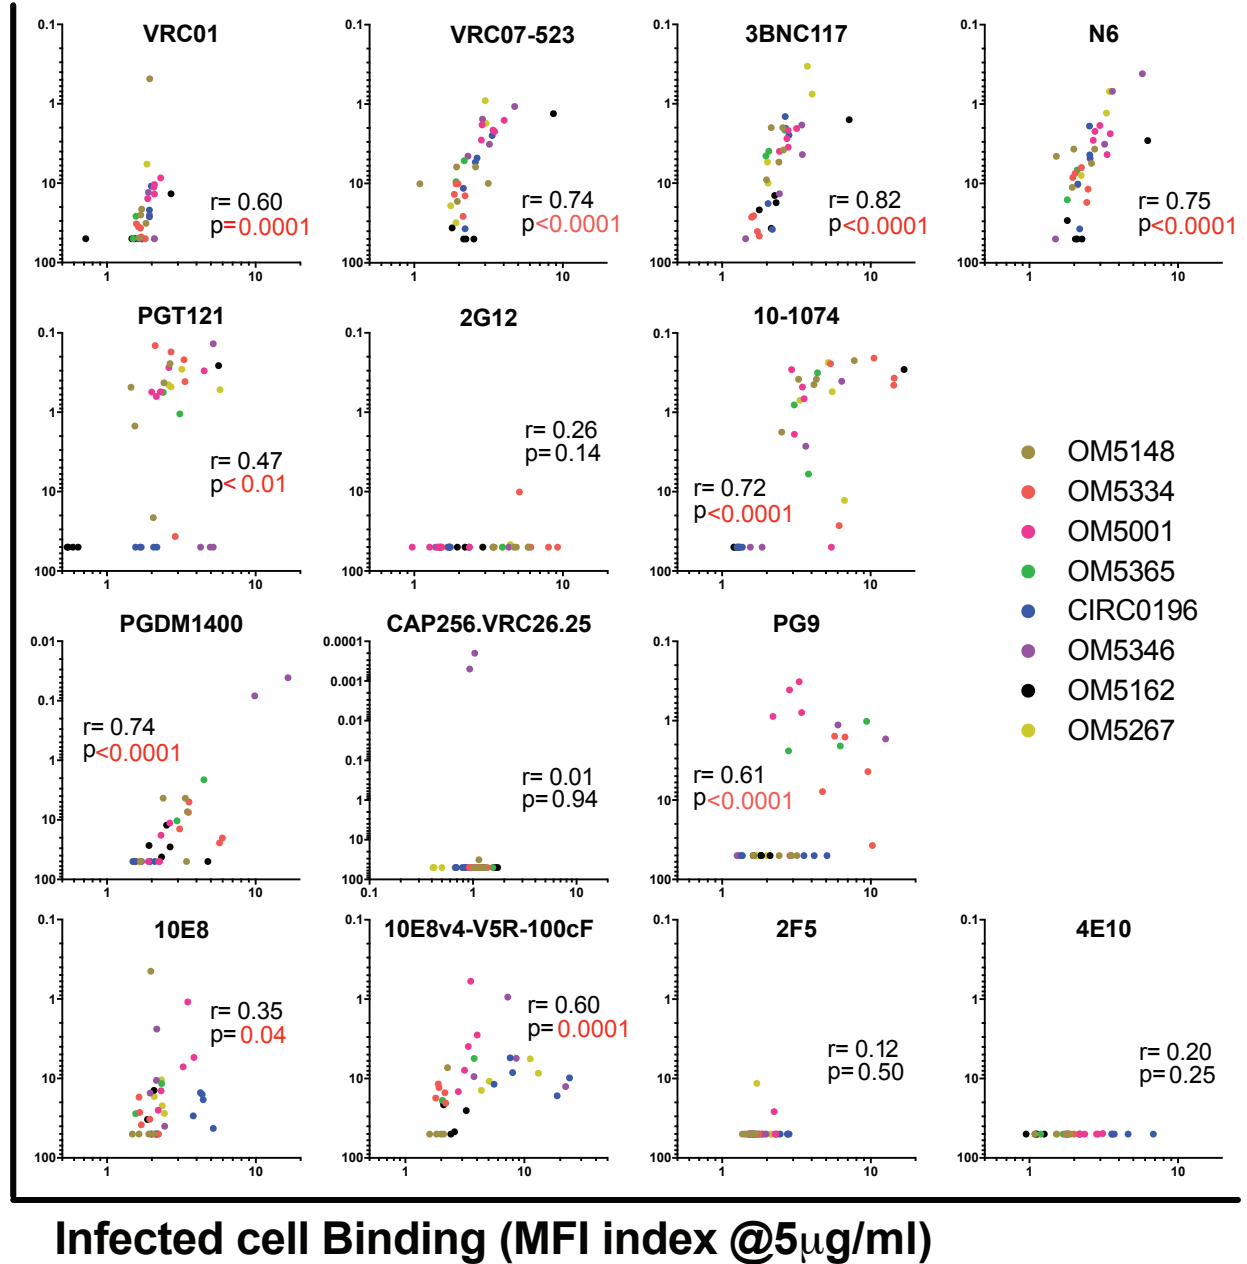 VRC01
VRC07-523
3BNC117
N6
0.1
1
10
100
1
10
r= 0.60
p=0.0001
0.1
1
10
100
1
10
r= 0.74
p<0.0001
0.1
1
10
100
1
10
r= 0.82
p<0.0001
0.1
1
10
100
1
10
r= 0.75
p<0.0001
PGT121
2G12
10-1074
0.1
1
10
100
1
10
r= 0.47
p< 0.01
0.1
1
10
100
1
10
r= 0.26
p=0.14
0.1
1
10
100
1
10
r= 0.72
p<0.0001
OM5148
OM5334
OM5001
OM5365
CIRC0196
OM5346
OM5162
OM5267
PGDM1400
CAP256.VRC26.25
PG9
0.01
0.1
1
10
100
1
10
r= 0.74
p<0.0001
0.0001
0.001
0.01
0.1
1
10
100
0.1
1
10
r= 0.01
p=0.94
0.1
1
10
100
1
10
r= 0.61
p<0.0001
10E8
10E8v4-V5R-100cF
2F5
4E10
0.1
1
10
100
1
10
r= 0.35
p= 0.04
0.1
1
10
100
1
10
r= 0.60
p= 0.0001
0.1
1
10
100
1
10
r= 0.12
p= 0.50
0.1
1
10
100
1
10
r= 0.20
p= 0.25
Infected cell Binding (MFI index @5µg/ml)